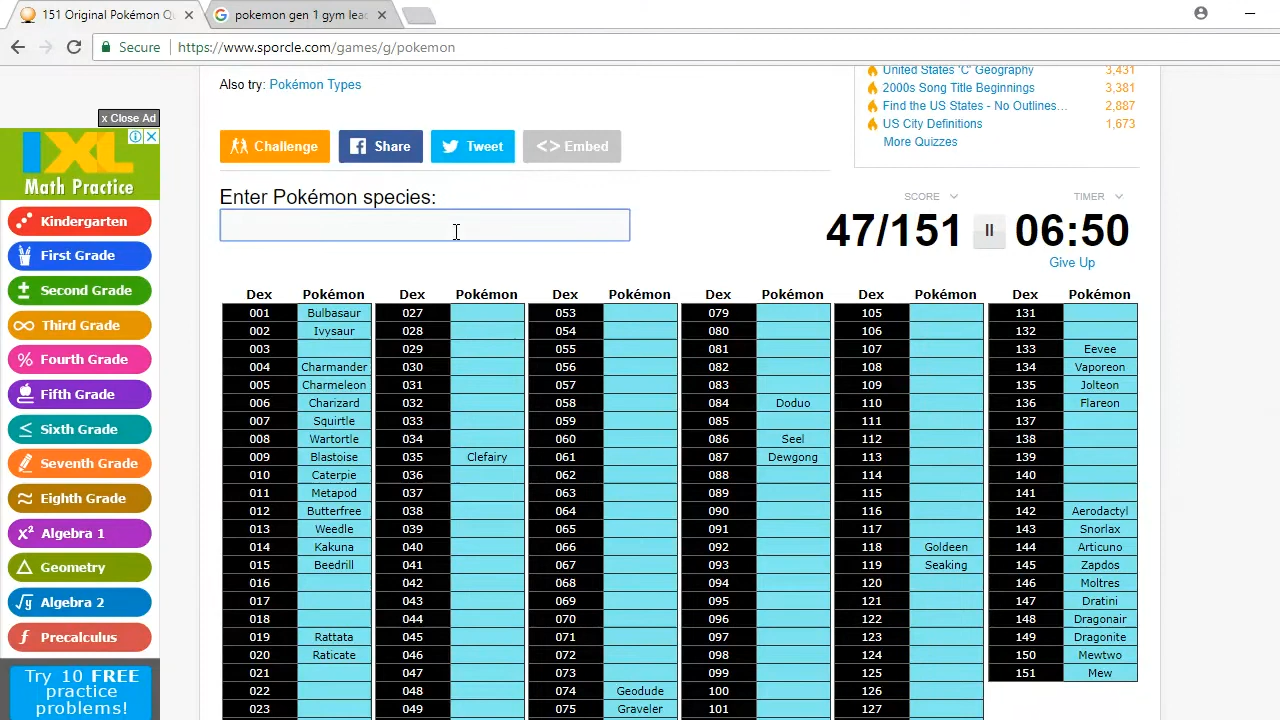 151 Original Pokémon Qu
pokemon gen 1 gym lead
Secure
https://www.sporcle.com/games/g/pokemon
Also try: Pokémon Types
United States 'C' Geography 3,431
2000s Song Title Beginnings 3,381
Find the US States - No Outlines... 2,887
US City Definitions 1,673
More Quizzes
x Close Ad
IXL
Math Practice
Kindergarten
First Grade
Second Grade
Third Grade
Fourth Grade
Fifth Grade
Sixth Grade
Seventh Grade
Eighth Grade
Algebra 1
Geometry
Algebra 2
Precalculus
Try 10 FREE
practice
problems!
Challenge
Share
Tweet
<> Embed
Enter Pokémon species:
SCORE
47/151
TIMER
06:50
Give Up
Dex Pokémon Dex Pokémon Dex Pokémon Dex Pokémon Dex Pokémon Dex Pokémon
001 Bulbasaur 027 053 079 105 131
002 Ivysaur 028 054 080 106 132
003 029 055 081 107 133 Eevee
004 Charmander 030 056 082 108 134 Vaporeon
005 Charmeleon 031 057 083 109 135 Jolteon
006 Charizard 032 058 084 Doduo 110 136 Flareon
007 Squirtle 033 059 085 111 137
008 Wartortle 034 060 086 Seel 112 138
009 Blastoise 035 Clefairy 061 087 Dewgong 113 139
010 Caterpie 036 062 088 114 140
011 Metapod 037 063 089 115 141
012 Butterfree 038 064 090 116 142 Aerodactyl
013 Weedle 039 065 091 117 143 Snorlax
014 Kakuna 040 066 092 118 Goldeen 144 Articuno
015 Beedrill 041 067 093 119 Seaking 145 Zapdos
016 042 068 094 120 146 Moltres
017 043 069 095 121 147 Dratini
018 044 070 096 122 148 Dragonair
019 Rattata 045 071 097 123 149 Dragonite
020 Raticate 046 072 098 124 150 Mewtwo
021 047 073 099 125 151 Mew
022 048 074 Geodude 100 126
023 049 075 Graveler 101 127